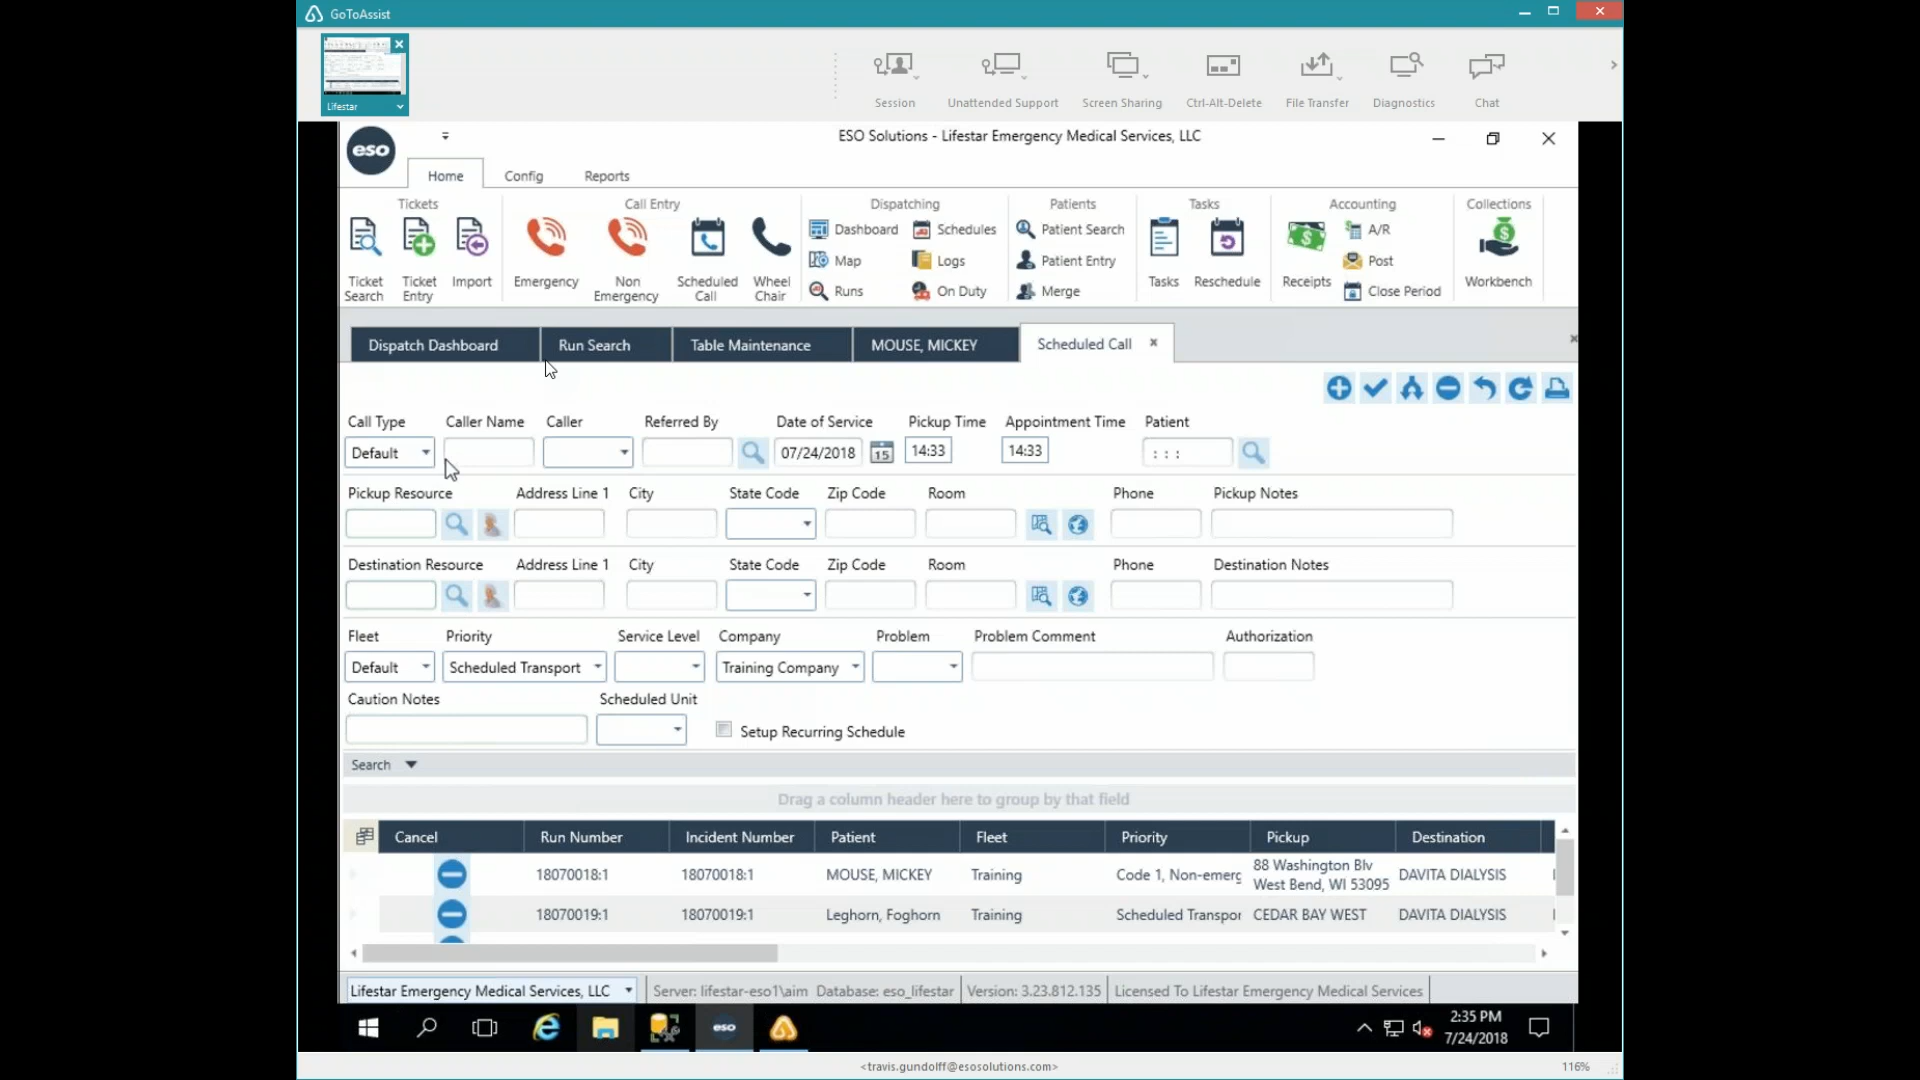 GoToAssist
Lifestar
Session
Unattended Support
Screen Sharing
Ctrl-Alt-Delete
File Transfer
Diagnostics
Chat
eso
ESO Solutions - Lifestar Emergency Medical Services, LLC
Home
Config
Reports
Tickets
Call Entry
Dispatching
Patients
Tasks
Accounting
Collections
Ticket Search
Ticket Entry
Import
Emergency
Non Emergency
Scheduled Call
Wheel Chair
Dashboard
Schedules
Map
Logs
Runs
On Duty
Patient Search
Patient Entry
Merge
Tasks
Reschedule
Receipts
A/R
Post
Close Period
Workbench
Dispatch Dashboard
Run Search
Table Maintenance
MOUSE, MICKEY
Scheduled Call
Call Type
Caller Name
Caller
Referred By
Date of Service
Pickup Time
Appointment Time
Patient
Default
07/24/2018
15
14:33
14:33
: : :
Pickup Resource
Address Line 1
City
State Code
Zip Code
Room
Phone
Pickup Notes
Destination Resource
Address Line 1
City
State Code
Zip Code
Room
Phone
Destination Notes
Fleet
Priority
Service Level
Company
Problem
Problem Comment
Authorization
Default
Scheduled Transport
Training Company
Caution Notes
Scheduled Unit
Setup Recurring Schedule
Search
Drag a column header here to group by that field
Cancel
Run Number
Incident Number
Patient
Fleet
Priority
Pickup
Destination
18070018:1
18070018:1
MOUSE, MICKEY
Training
Code 1, Non-emerg
88 Washington Blv
West Bend, WI 53095
DAVITA DIALYSIS
18070019:1
18070019:1
Leghorn, Foghorn
Training
Scheduled Transpor
CEDAR BAY WEST
DAVITA DIALYSIS
Lifestar Emergency Medical Services, LLC
Server: lifestar-eso1\aim
Database: eso_lifestar
Version: 3.23.812.135
Licensed To Lifestar Emergency Medical Services
eso
2:35 PM
7/24/2018
<travis.gundolff@esosolutions.com>
116%